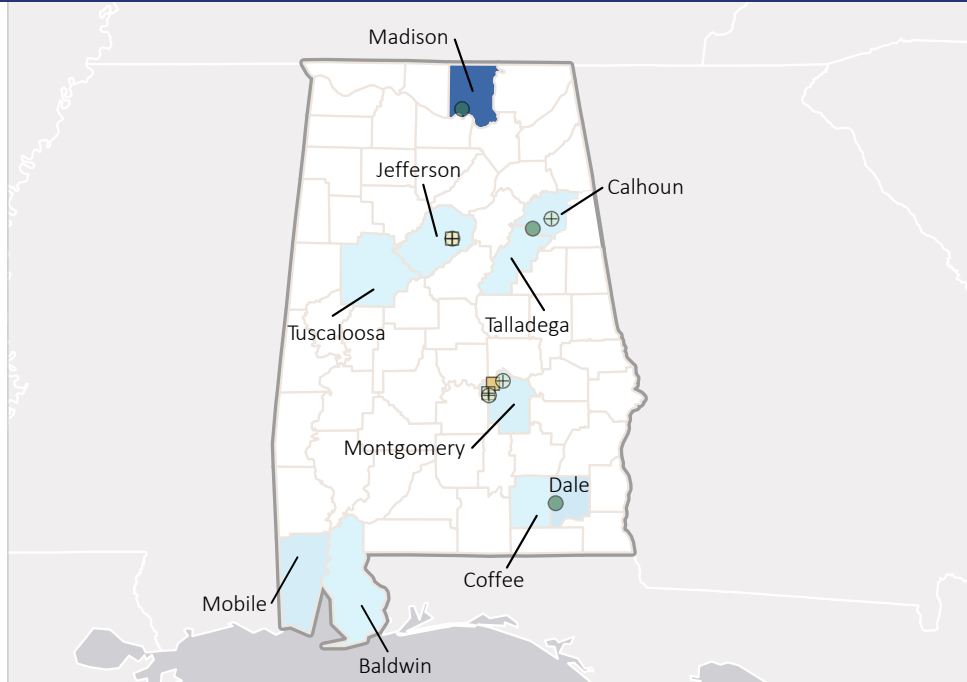 Madison
Jefferson
Calhoun
Talladega
Tuscaloosa
Montgomery
Dale
Coffee
Mobile
Baldwin